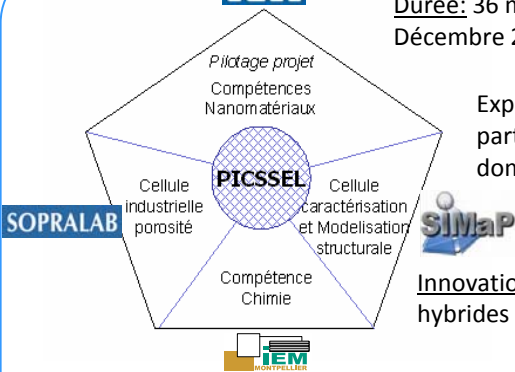 Durée: 36 m
Décembre 2
Pilotage projet
Compétences
Nanomatériaux
Exp
part
don
PICSSEL
Cellule
industrielle
porosité
Cellule
caractérisation
et Modelisation
structurale
SOPRALAB
SiMaP
Compétence
Chimie
Innovatio
hybrides
iEM
MONTPELLIER